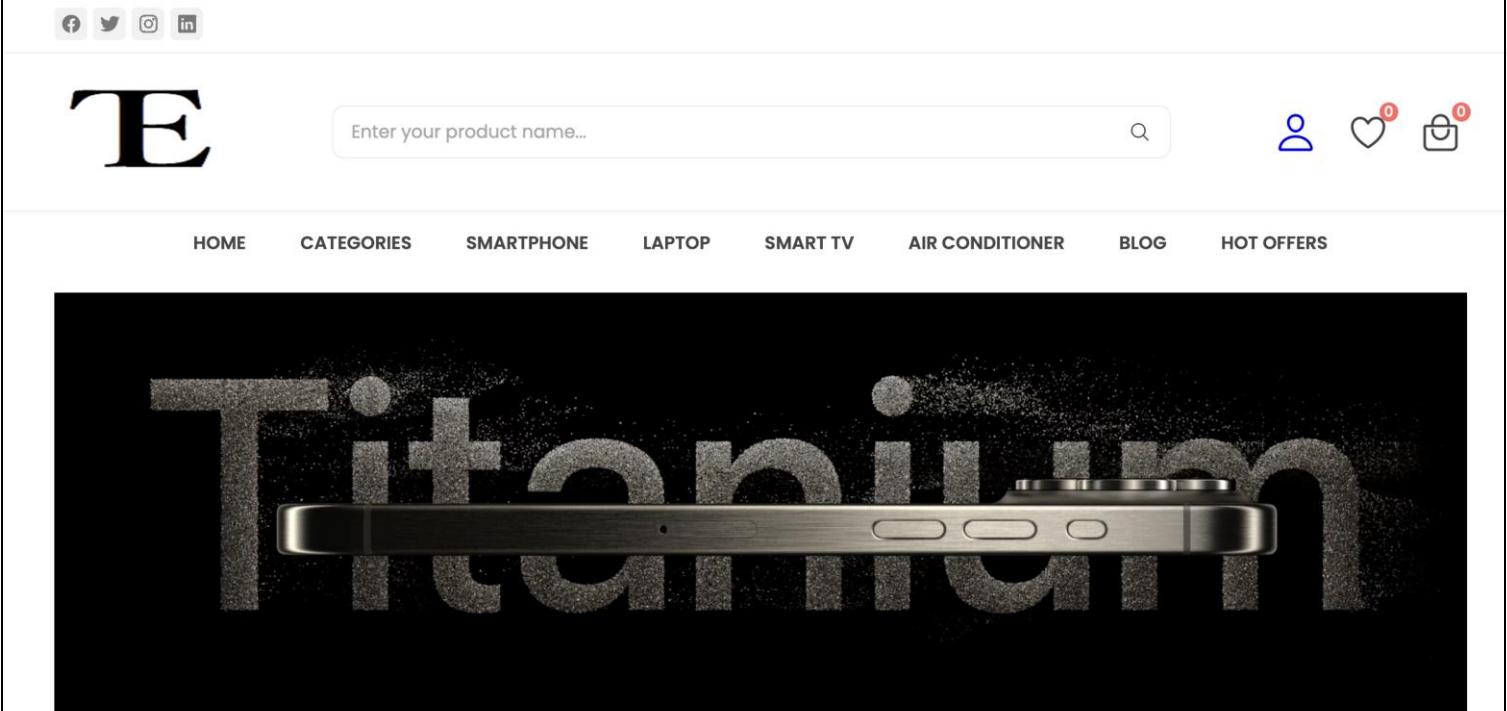 TE
Enter your product name...
0
0
HOME CATEGORIES SMARTPHONE LAPTOP SMART TV AIR CONDITIONER BLOG HOT OFFERS
Titanium